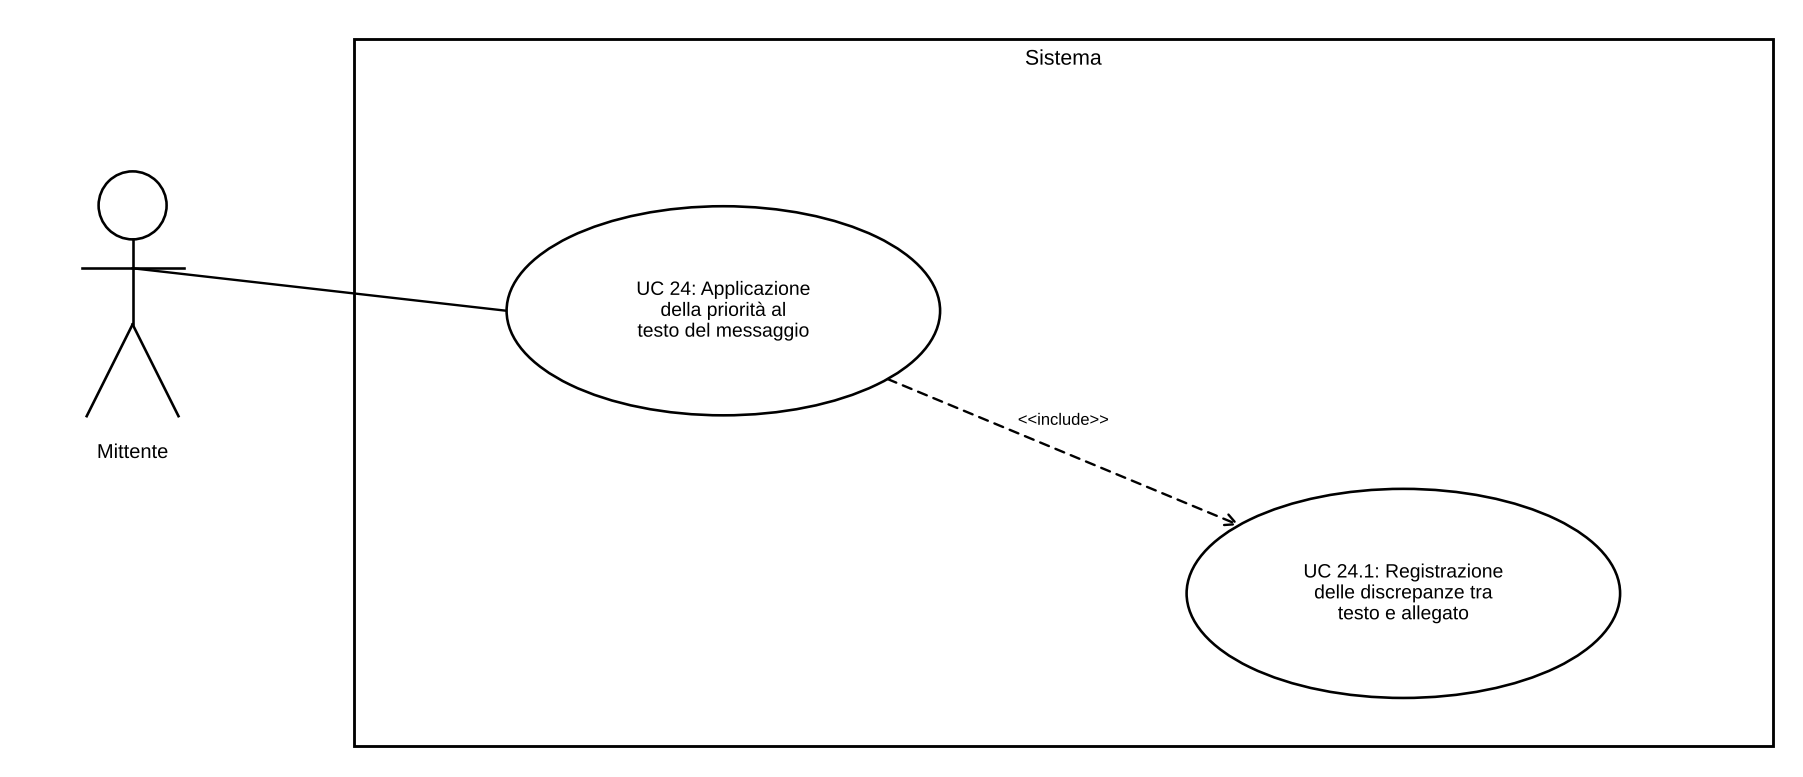 Sistema
UC 24: Applicazione
della priorità al
testo del messaggio
<<include>>
Mittente
UC 24.1: Registrazione
delle discrepanze tra
testo e allegato